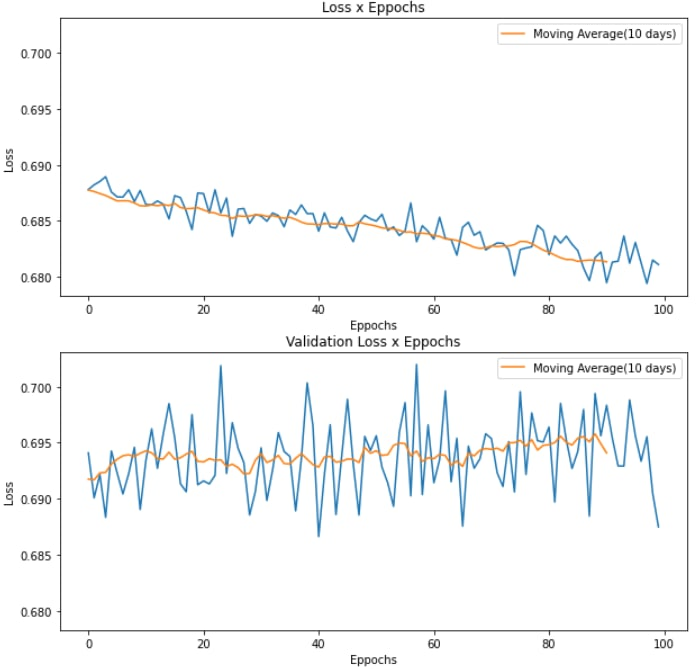 Loss x Eppochs
Moving Average(10 days)
0.700
0.695
0.690
0.685
0.680
Loss
0 20 40 60 80 100
Eppochs
Validation Loss x Eppochs
Moving Average(10 days)
0.700
0.695
0.690
0.685
0.680
Loss
0 20 40 60 80 100
Eppochs